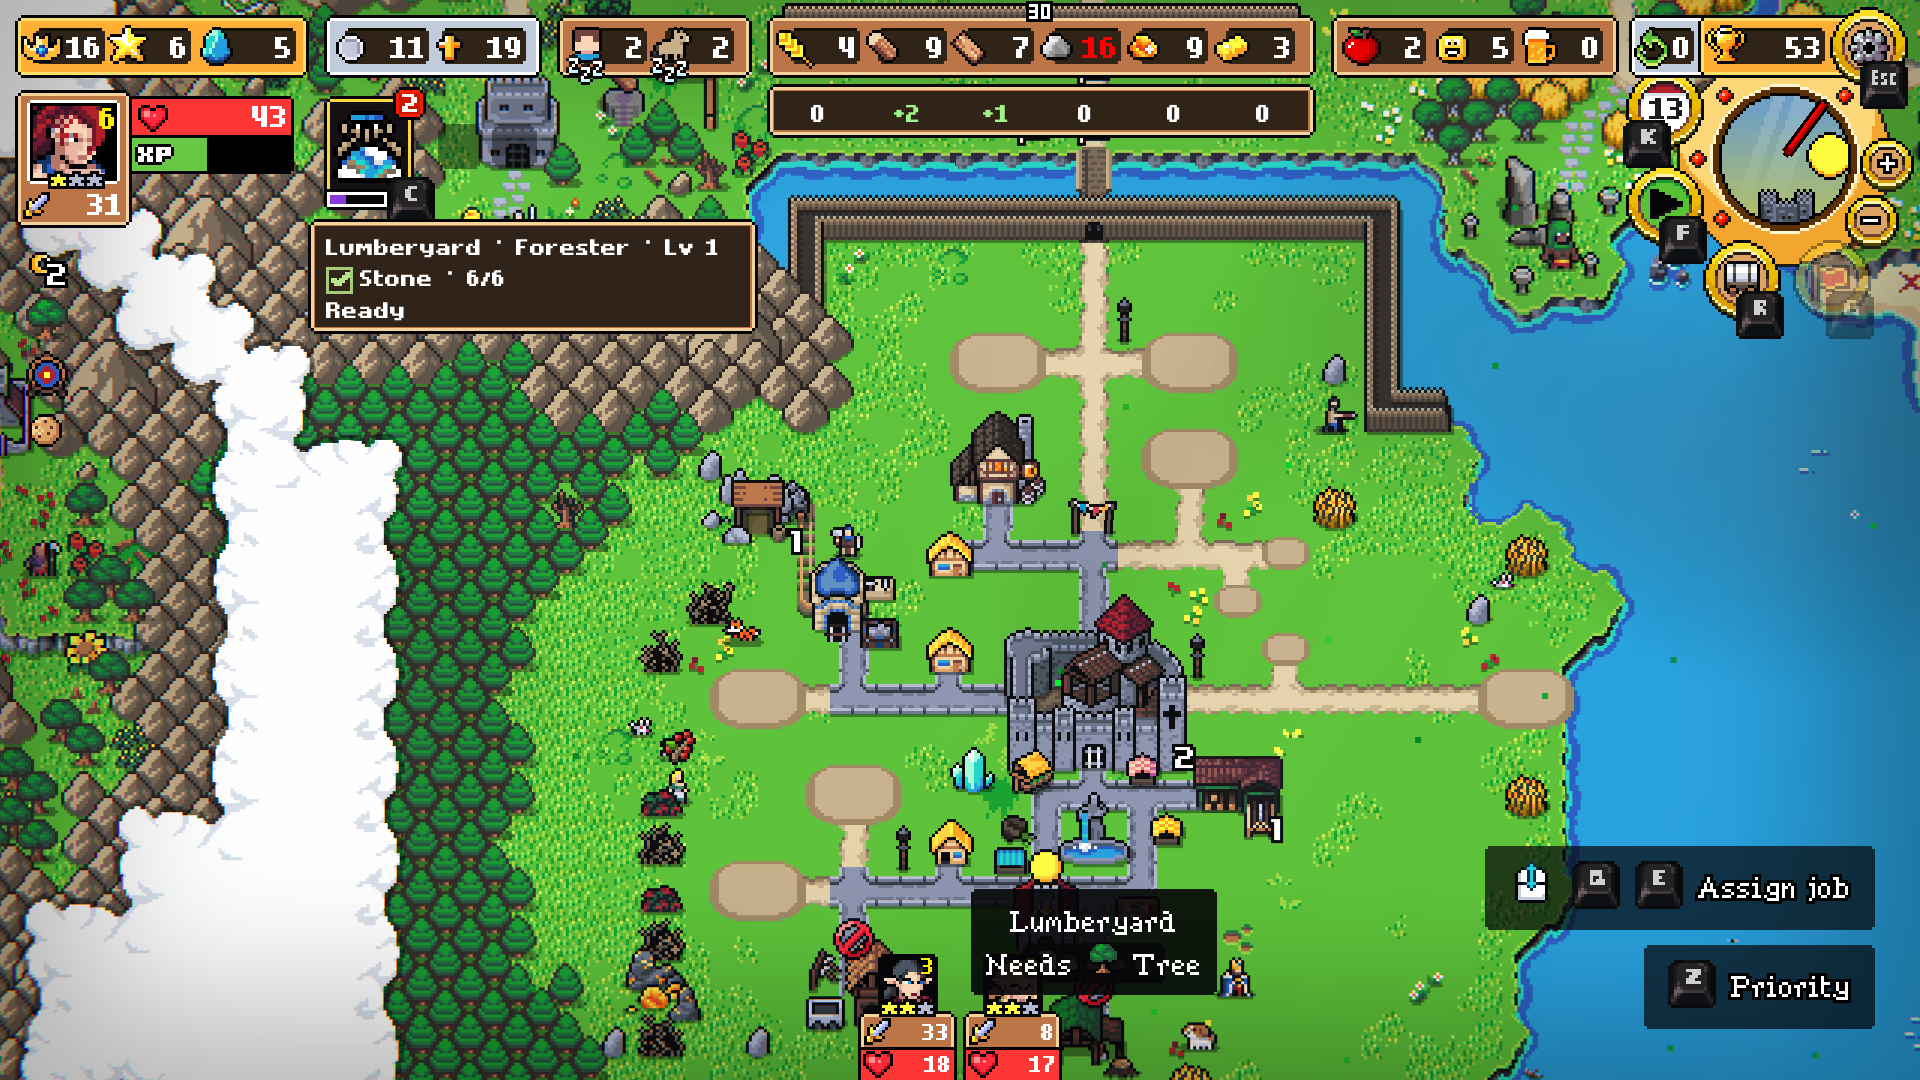 16 6 5
11 19
2 2
30
4 9 7 16 9 3
2 5 0
0 53
Esc
0 +2 +1 0 0 0
6
43
XP
31
2
C
13
K
F
R
Lumberyard · Forester · Lv 1
Stone · 6/6
Ready
2
1
2
1
Lumberyard
Needs Tree
Q E Assign job
Z Priority
3
33
18
8
17